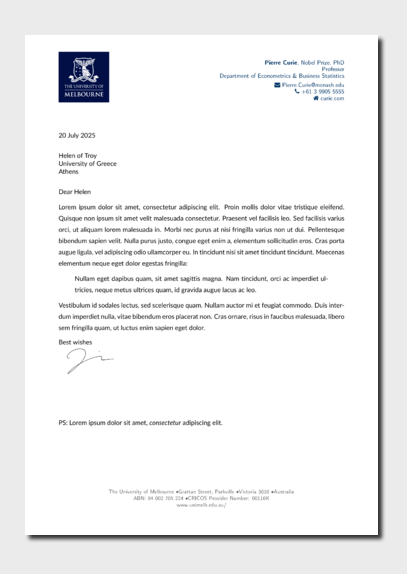 THE UNIVERSITY OF
MELBOURNE
Pierre Curie, Nobel Prize, PhD
Professor
Department of Econometrics & Business Statistics
Pierre.Curie@monash.edu
+61 3 9905 5555
curie.com
20 July 2025
Helen of Troy
University of Greece
Athens
Dear Helen
Lorem ipsum dolor sit amet, consectetur adipiscing elit. Proin mollis dolor vitae tristique eleifend.
Quisque non ipsum sit amet velit malesuada consectetur. Praesent vel facilisis leo. Sed facilisis varius
orci, ut aliquam lorem malesuada in. Morbi nec purus at nisi fringilla varius non ut dui. Pellentesque
bibendum sapien velit. Nulla purus justo, congue eget enim a, elementum sollicitudin eros. Cras porta
augue ligula, vel adipiscing odio ullamcorper eu. In tincidunt nisi sit amet tincidunt tincidunt. Maecenas
elementum neque eget dolor egestas fringilla:
Nullam eget dapibus quam, sit amet sagittis magna. Nam tincidunt, orci ac imperdiet ul-
tricies, neque metus ultrices quam, id gravida augue lacus ac leo.
Vestibulum id sodales lectus, sed scelerisque quam. Nullam auctor mi et feugiat commodo. Duis inter-
dum imperdiet nulla, vitae bibendum eros placerat non. Cras ornare, risus in faucibus malesuada, libero
sem fringilla quam, ut luctus enim sapien eget dolor.
Best wishes
PS: Lorem ipsum dolor sit amet, consectetur adipiscing elit.
The University of Melbourne •Grattan Street, Parkville •Victoria 3010 •Australia
ABN: 84 002 705 224 •CRICOS Provider Number: 00116K
www.unimelb.edu.au/